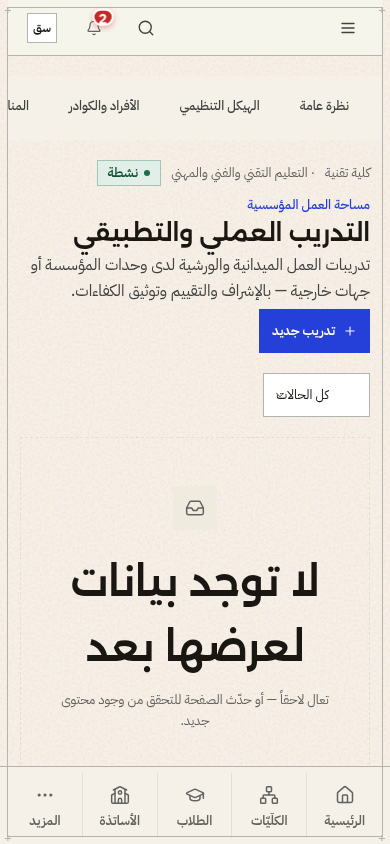 سق
2
نظرة عامة
الهيكل التنظيمي
الأفراد والكوادر
المنا
كلية تقنية · التعليم التقني والفني والمهني
نشطة
مساحة العمل المؤسسية
التدريب العملي والتطبيقي
تدريبات العمل الميدانية والورشية لدى وحدات المؤسسة أو
جهات خارجية — بالإشراف والتقييم وتوثيق الكفاءات.
+ تدريب جديد
كل الحالات
لا توجد بيانات
لعرضها بعد
تعال لاحقاً — أو حدّث الصفحة للتحقق من وجود محتوى
جديد.
الرئيسية
الكليّات
الطلاب
الأساتذة
المزيد